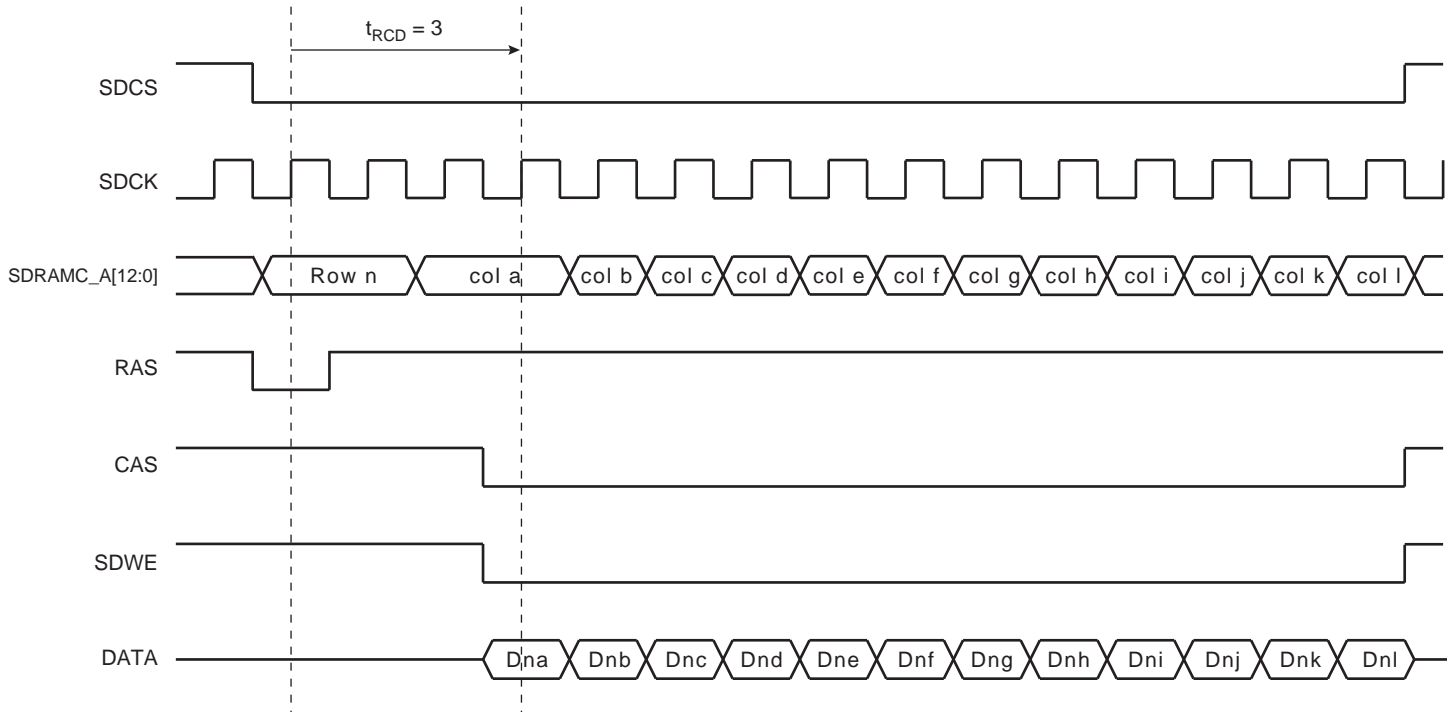 tRCD = 3
SDCS
SDCK
SDRAMC_A[12:0] Row n col a col b col c col d col e col f col g col h col i col j col k col l
RAS
CAS
SDWE
DATA Dna Dnb Dnc Dnd Dne Dnf Dng Dnh Dni Dnj Dnk Dnl